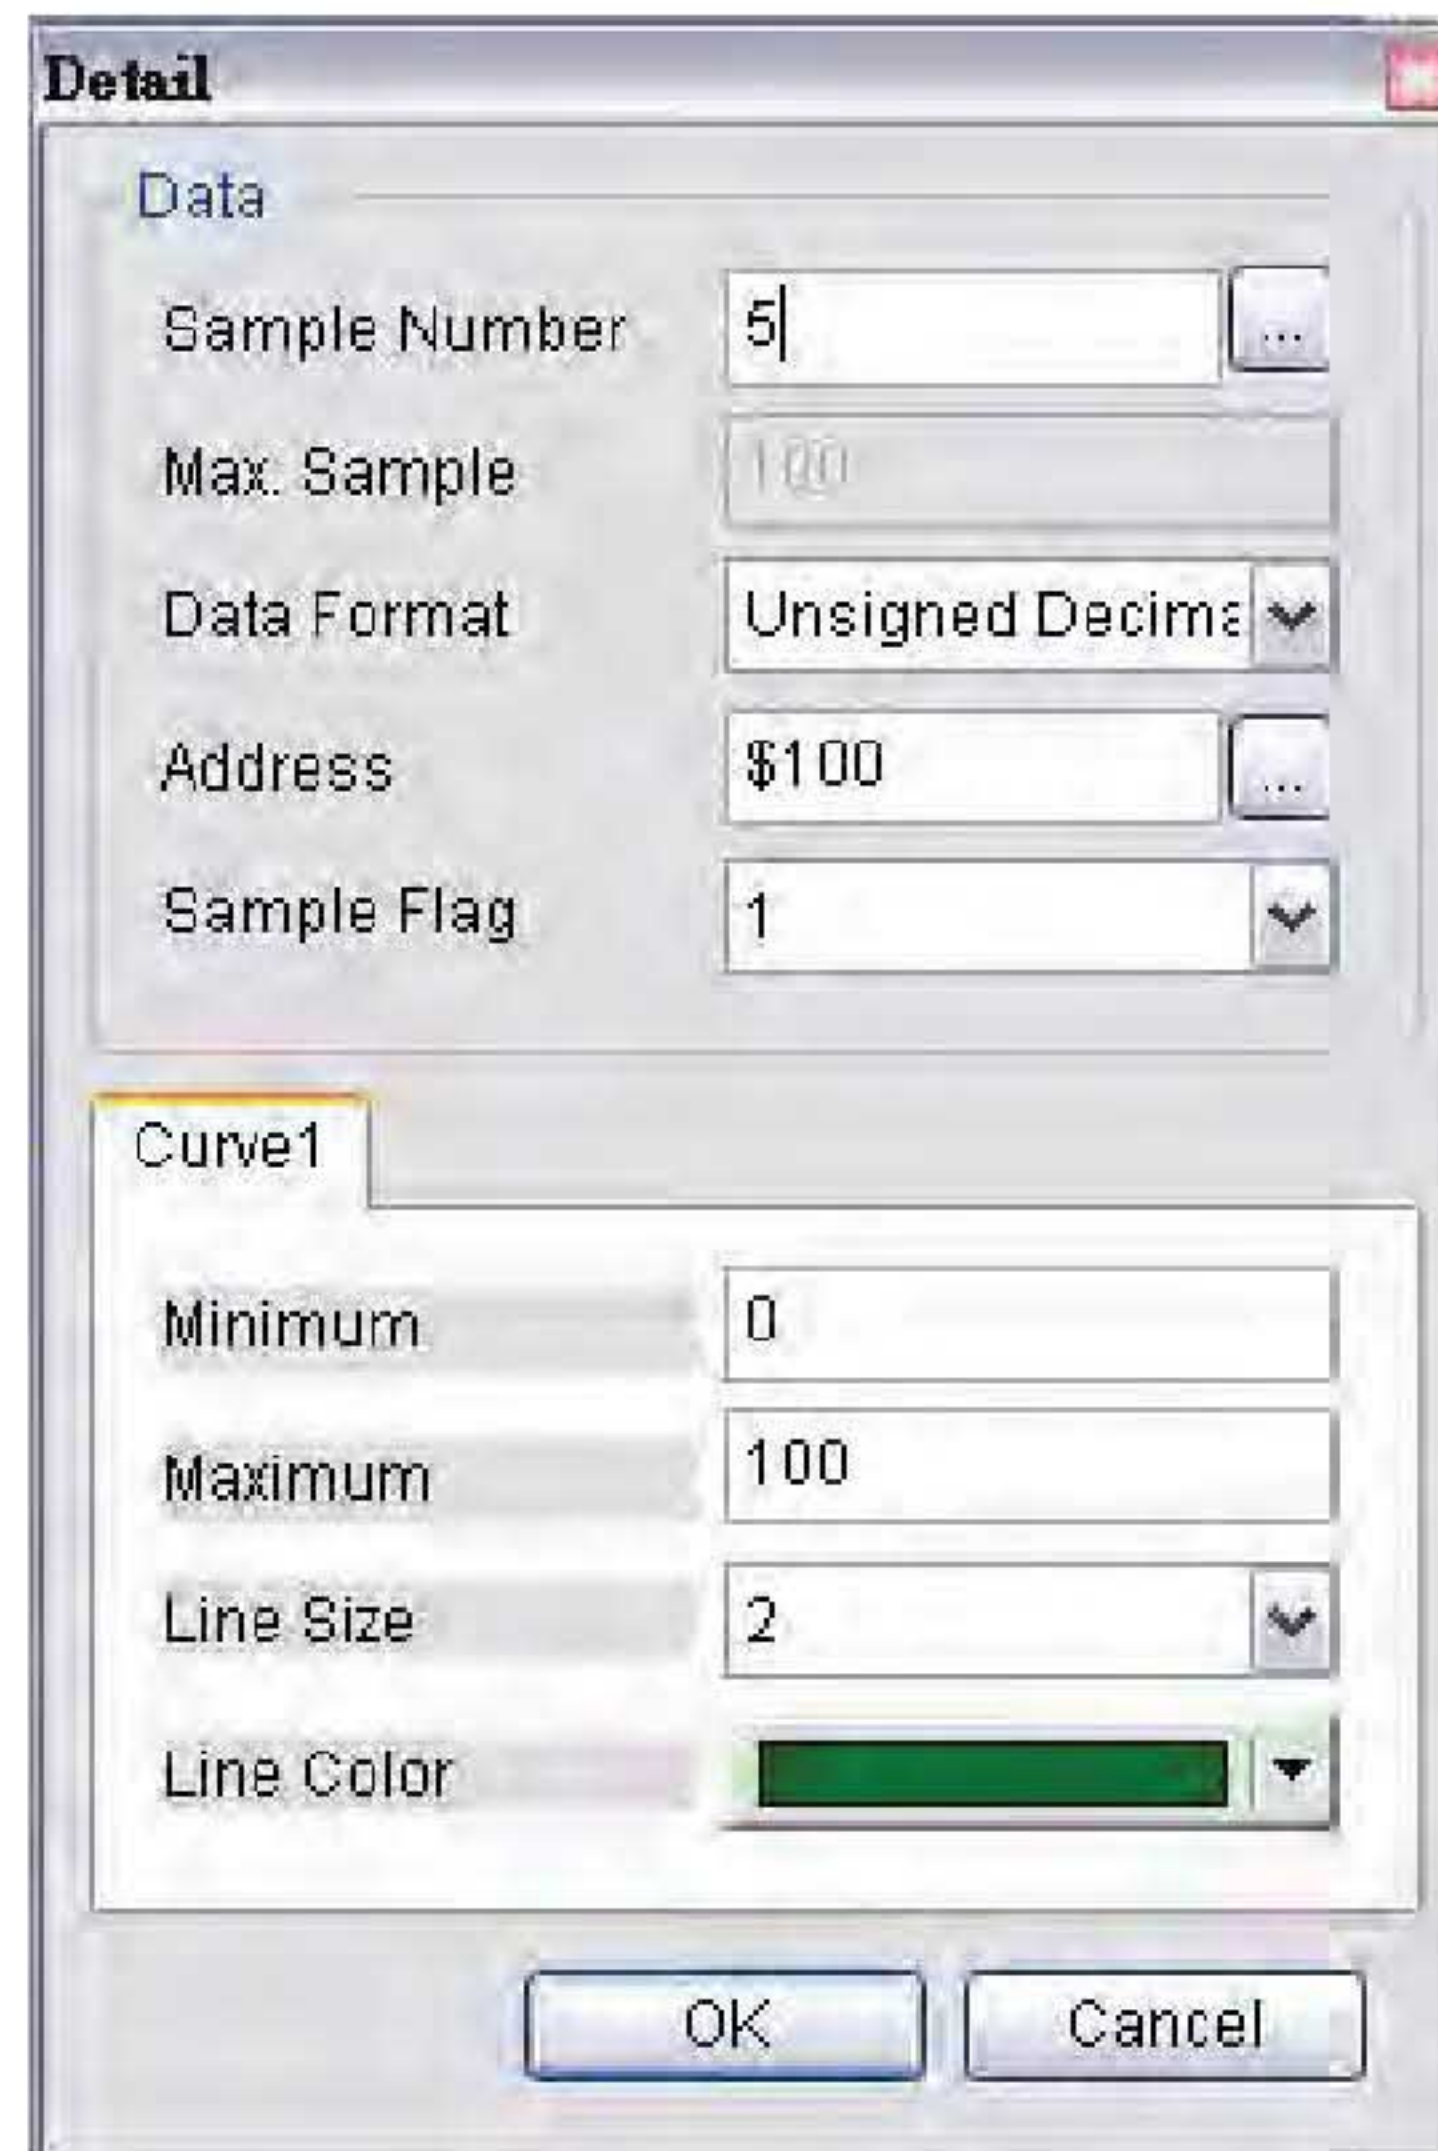 Detail
Data
Sample Number 5 ...
Max. Sample 100
Data Format Unsigned Decima
Address $100 ...
Sample Flag 1
Curve1
Minimum 0
Maximum 100
Line Size 2
Line Color
OK Cancel